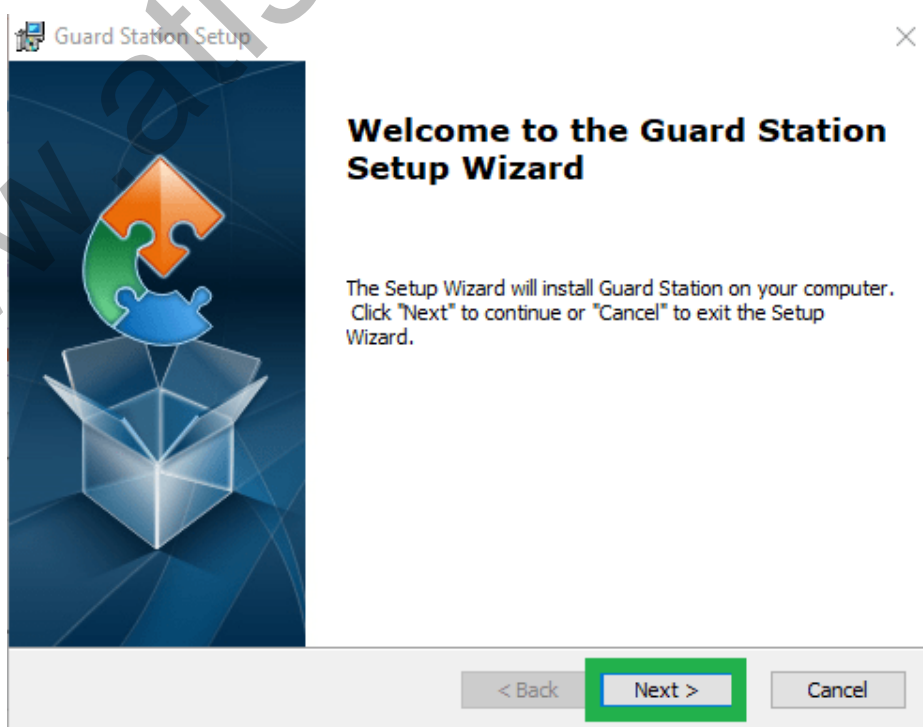 Guard Station Setup
Welcome to the Guard Station
Setup Wizard
The Setup Wizard will install Guard Station on your computer.
Click "Next" to continue or "Cancel" to exit the Setup
Wizard.
< Back
Next >
Cancel